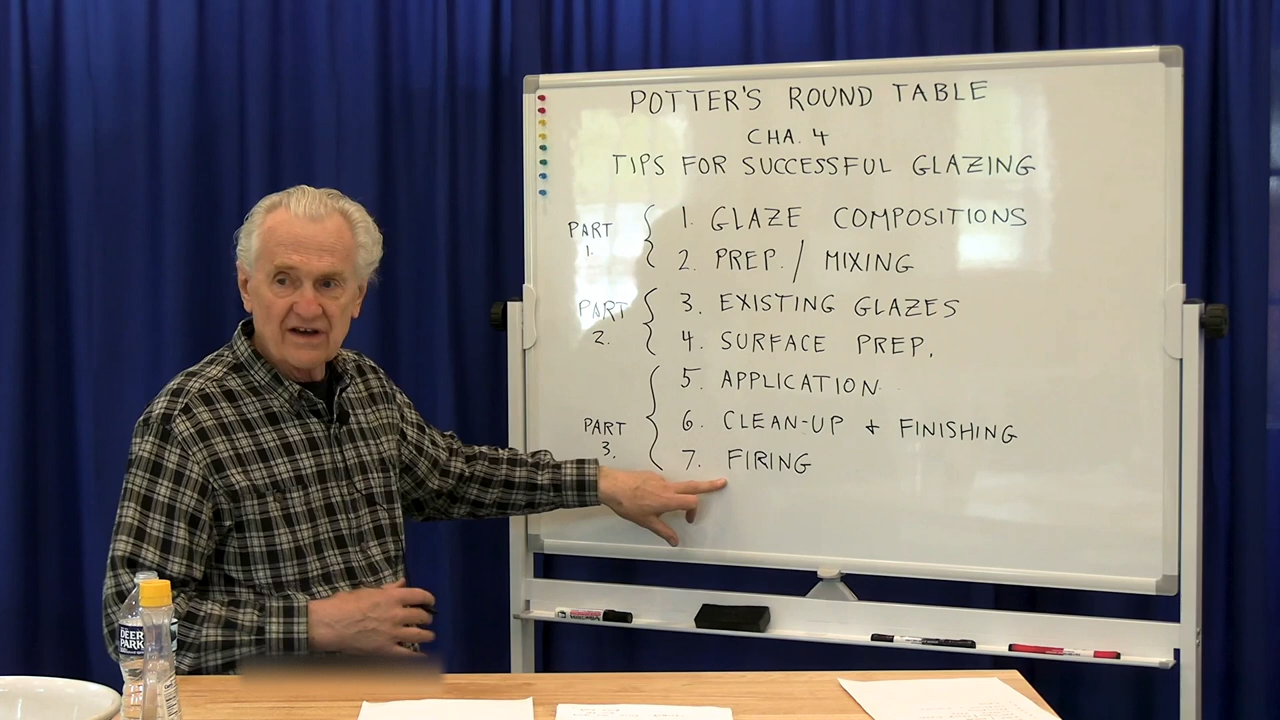 POTTER'S ROUND TABLE
CHA. 4
TIPS FOR SUCCESSFUL GLAZING
PART 1.
1. GLAZE COMPOSITIONS
2. PREP. / MIXING
PART 2.
3. EXISTING GLAZES
4. SURFACE PREP.
PART 3.
5. APPLICATION
6. CLEAN-UP + FINISHING
7. FIRING
DEER
PARK